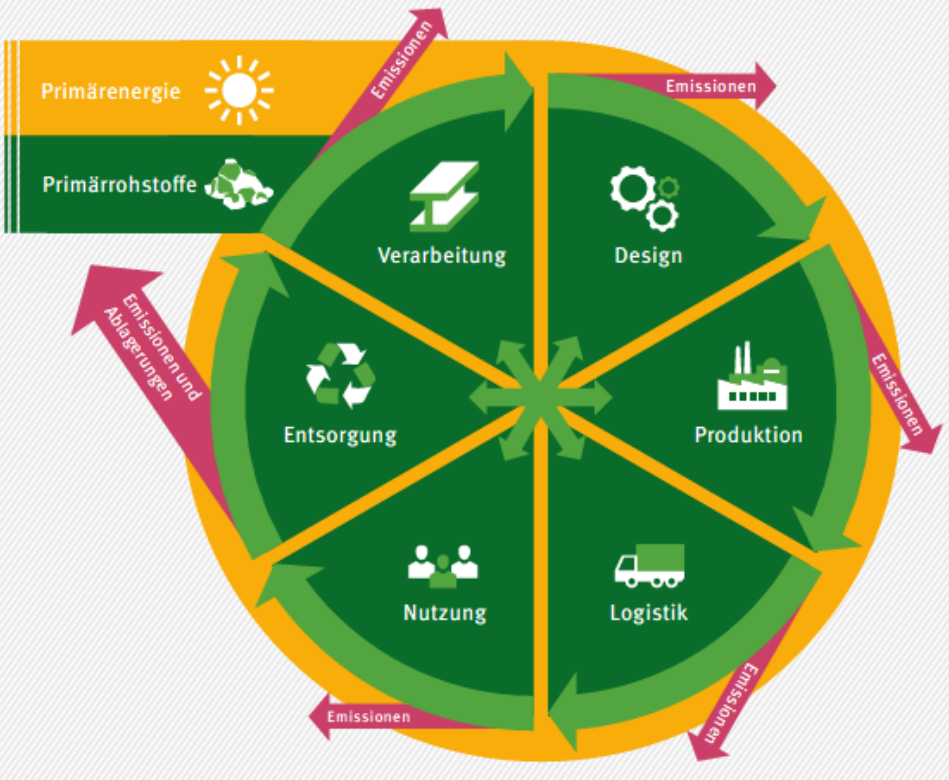 Primärenergie
Primärrohstoffe
Emissionen
Emissionen
Verarbeitung
Design
Emissionen und
Ablagerungen
Emissionen
Entsorgung
Produktion
Nutzung
Logistik
Emissionen
Emissionen